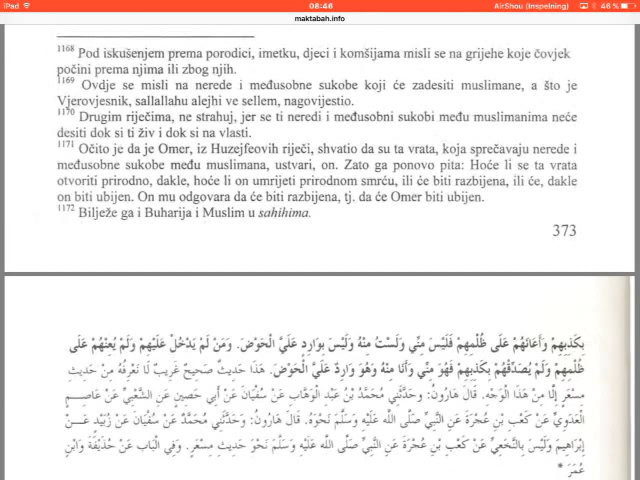 iPad
08:46
AirShou (Inspelning)
46 %
maktabah.info
1168 Pod iskušenjem prema porodici, imetku, djeci i komšijama misli se na grijehe koje čovjek
počini prema njima ili zbog njih.
1169 Ovdje se misli na nerede i međusobne sukobe koji će zadesiti muslimane, a što je
Vjerovjesnik, sallallahu alejhi ve sellem, nagovijestio.
1170 Drugim riječima, ne strahuj, jer se ti neredi i međusobni sukobi među muslimanima neće
desiti dok si ti živ i dok si na vlasti.
1171 Očito je da je Omer, iz Huzejfeovih riječi, shvatio da su ta vrata, koja sprečavaju nerede i
međusobne sukobe među muslimana, ustvari, on. Zato ga ponovo pita: Hoće li se ta vrata
otvoriti prirodno, dakle, hoće li on umrijeti prirodnom smrću, ili će biti razbijena, ili će, dakle
on biti ubijen. On mu odgovara da će biti razbijena, tj. da će Omer biti ubijen.
1172 Bilježe ga i Buharija i Muslim u sahihima.
373
بِكَذِبِهِمْ وَأَعَانَهُمْ عَلَى ظُلْمِهِمْ فَلَيْسَ مِنِّي وَلَسْتُ مِنْهُ وَلَيْسَ بِوَارِدٍ عَلَيَّ الْحَوْضَ. وَمَنْ لَمْ يَدْخُلْ عَلَيْهِمْ وَلَمْ يُعِنْهُمْ عَلَى
ظُلْمِهِمْ وَلَمْ يُصَدِّقْهُمْ بِكَذِبِهِمْ فَهُوَ مِنِّي وَأَنَا مِنْهُ وَهُوَ وَارِدٌ عَلَيَّ الْحَوْضَ. هَذَا حَدِيثٌ صَحِيحٌ غَرِيبٌ لَا نَعْرِفُهُ مِنْ حَدِيثِ
مِسْعَرٍ إِلَّا مِنْ هَذَا الْوَجْهِ. قَالَ هَارُونُ: وَحَدَّثَنِي مُحَمَّدُ بْنُ عَبْدِ الْوَهَّابِ عَنْ سُفْيَانَ عَنْ أَبِي حَصِينٍ عَنْ الشَّعْبِيِّ عَنْ عَاصِمٍ
الْعَدَوِيِّ عَنْ كَعْبِ بْنِ عُجْرَةَ عَنِ النَّبِيِّ صَلَّى اللَّه عَلَيْهِ وَسَلَّمَ نَحْوَهُ. قَالَ هَارُونُ: وَحَدَّثَنِي مُحَمَّدٌ عَنْ سُفْيَانَ عَنْ زُبَيْدٍ عَنْ
إِبْرَاهِيمَ وَلَيْسَ بِالنَّخَعِيِّ عَنْ كَعْبِ بْنِ عُجْرَةَ عَنِ النَّبِيِّ صَلَّى اللَّه عَلَيْهِ وَسَلَّمَ نَحْوَ حَدِيثِ مِسْعَرٍ. وَفِي الْبَاب عَنْ حُذَيْفَةَ وَابْنِ
عُمَرَ *